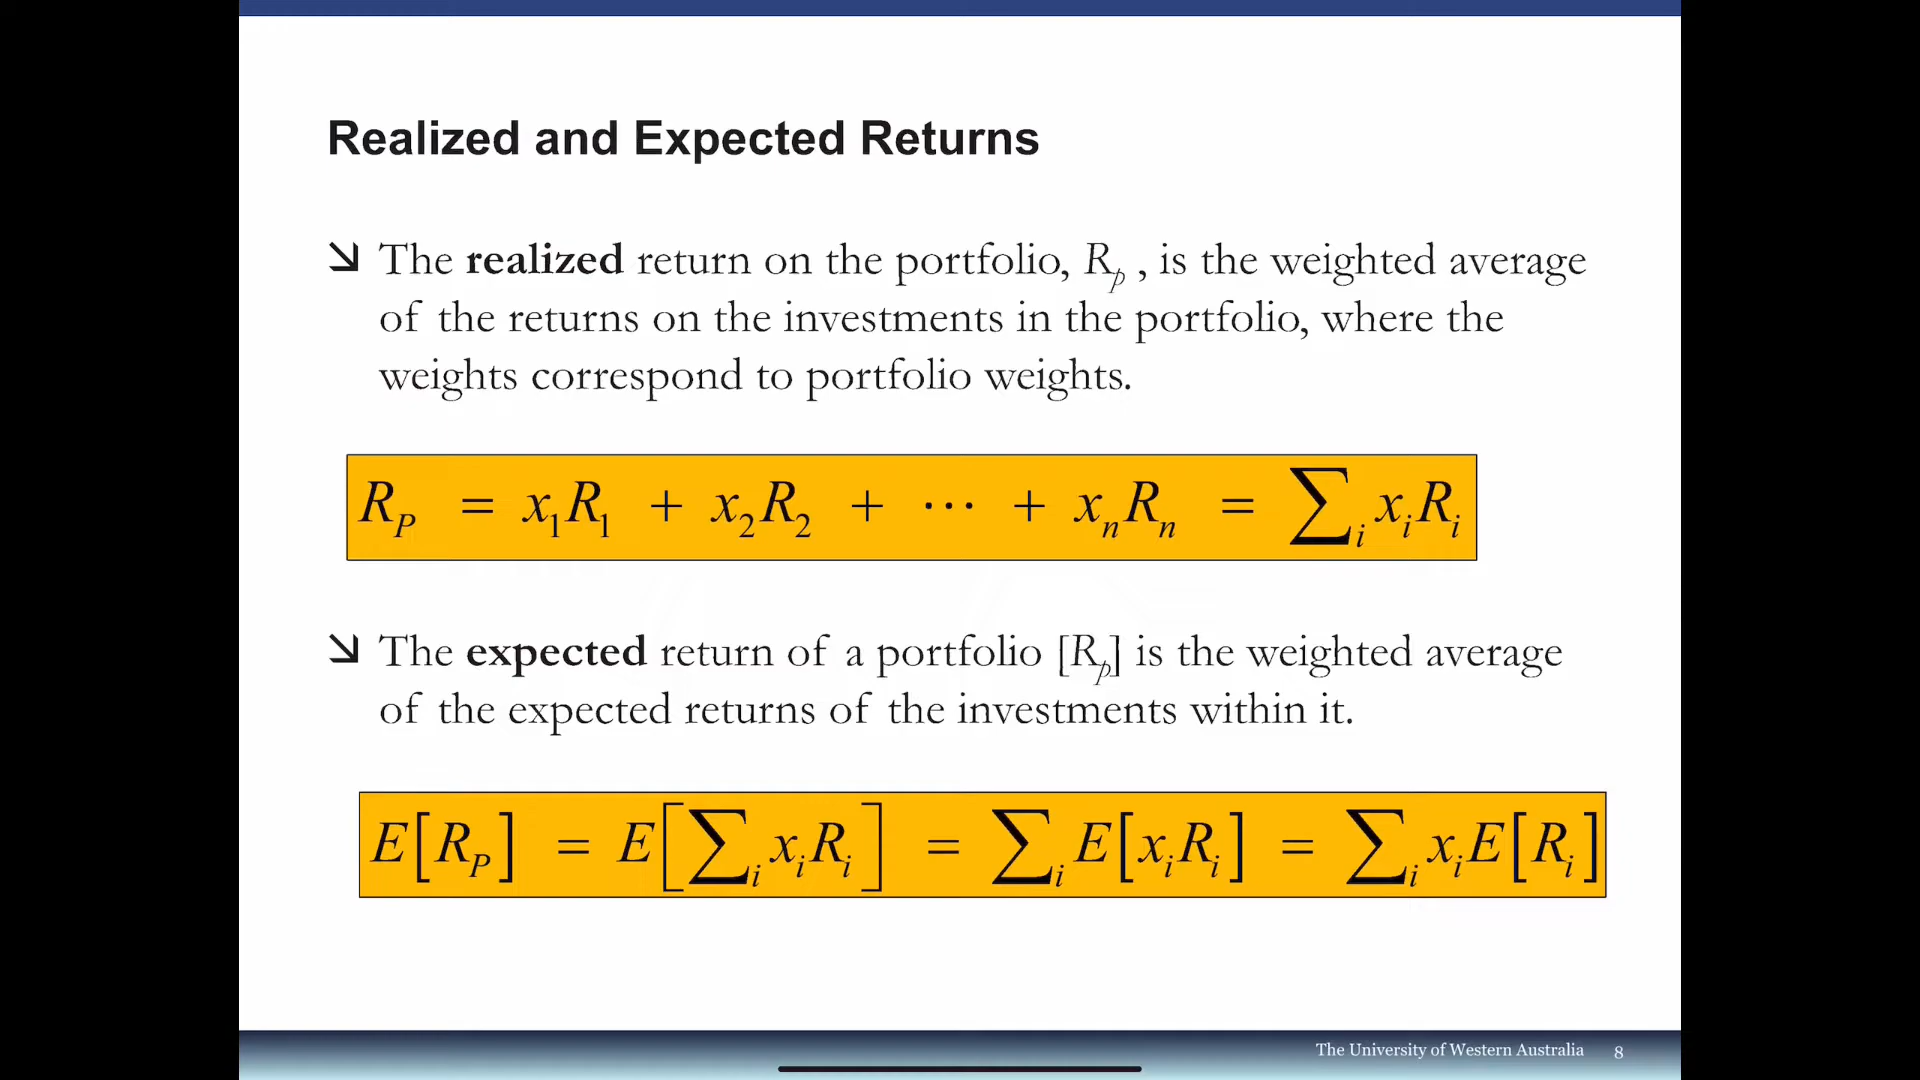 Realized and Expected Returns
↘ The realized return on the portfolio, Rₚ , is the weighted average
of the returns on the investments in the portfolio, where the
weights correspond to portfolio weights.
R_P = x₁R₁ + x₂R₂ + ⋯ + xₙRₙ = ∑ᵢ xᵢRᵢ
↘ The expected return of a portfolio [Rₚ] is the weighted average
of the expected returns of the investments within it.
E[R_P] = E[∑ᵢ xᵢRᵢ] = ∑ᵢ E[xᵢRᵢ] = ∑ᵢ xᵢE[Rᵢ]
The University of Western Australia 8